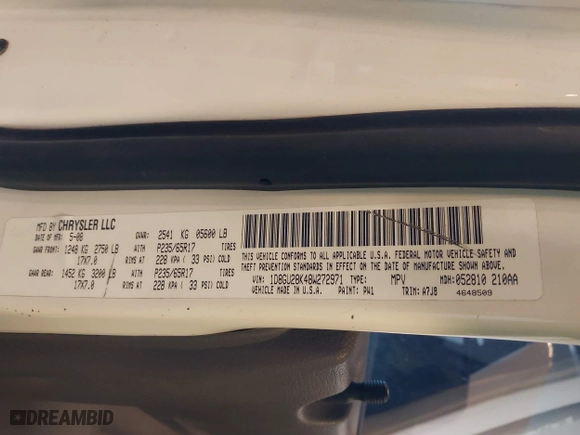 MFD BY CHRYSLER LLC
DATE OF MFR: 5-08 GVWR: 2541 KG 05600 LB
GAWR FRONT: 1248 KG 2750 LB WITH P235/65R17 TIRES
17X7.0 RIMS AT 228 KPA ( 33 PSI) COLD
GAWR REAR: 1452 KG 3200 LB WITH P235/65R17 TIRES
17X7.0 RIMS AT 228 KPA ( 33 PSI) COLD
THIS VEHICLE CONFORMS TO ALL APPLICABLE U.S.A. FEDERAL MOTOR VEHICLE SAFETY AND
THEFT PREVENTION STANDARDS IN EFFECT ON THE DATE OF MANUFACTURE SHOWN ABOVE.
VIN: 1D8GU28K48W272971 TYPE: MPV MDH: 052810 210AA
VEHICLE MADE IN U.S.A. PAINT: PW1 TRIM: A7J8 4648509
DREAMBID